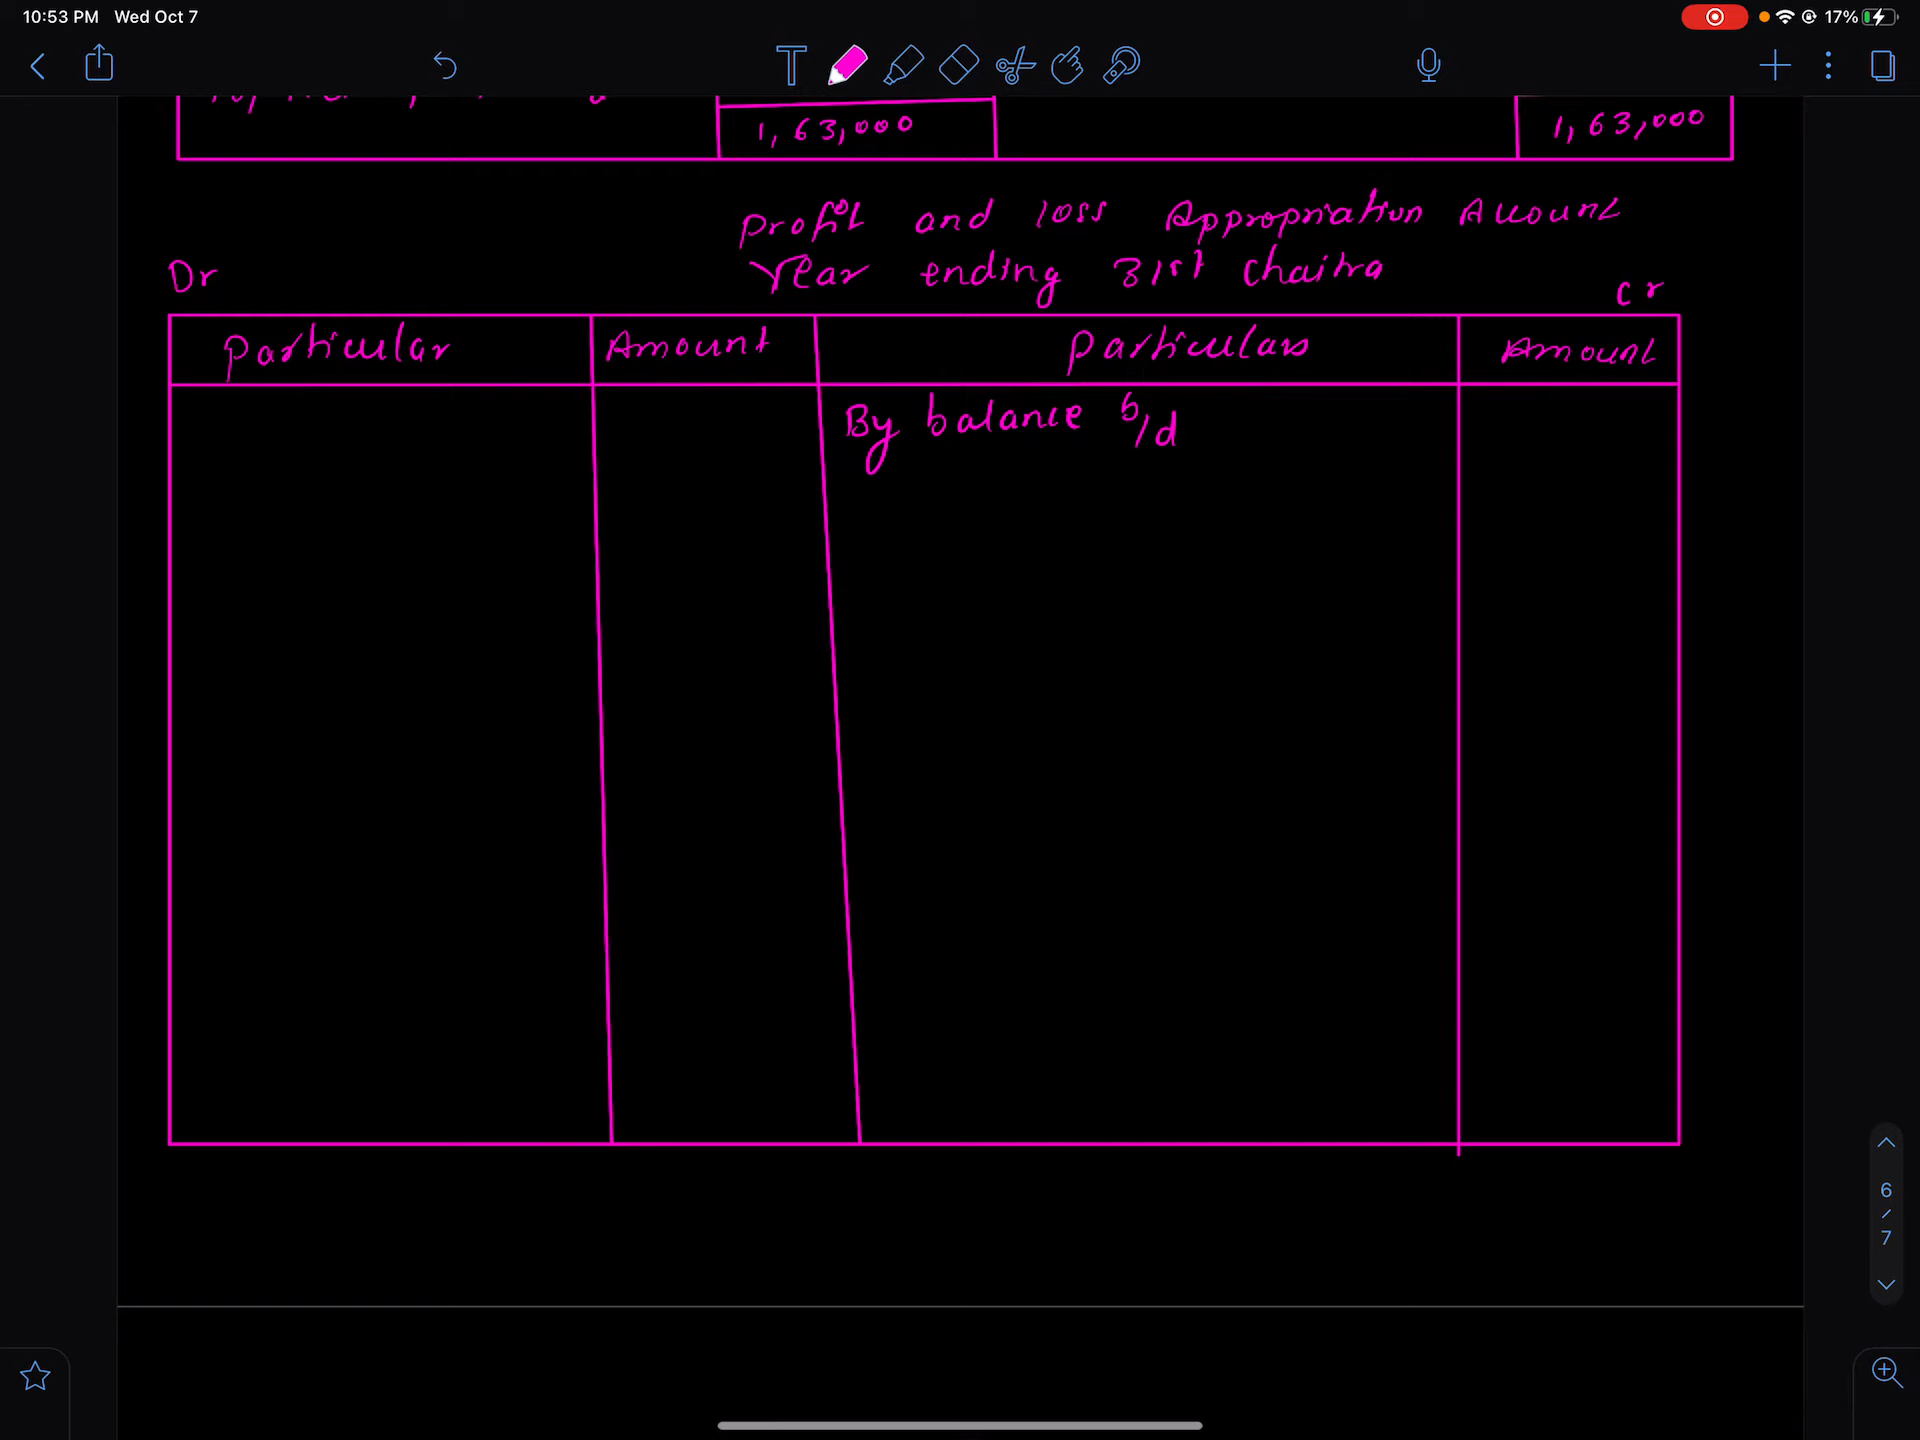 10:53 PM Wed Oct 7
17%
T
1,63,000
1,63,000
Profit and loss Appropriation Account
Year ending 31st Chaitra
Dr
Cr
Particular Amount Particulars Amount
By balance b/d
6
/
7